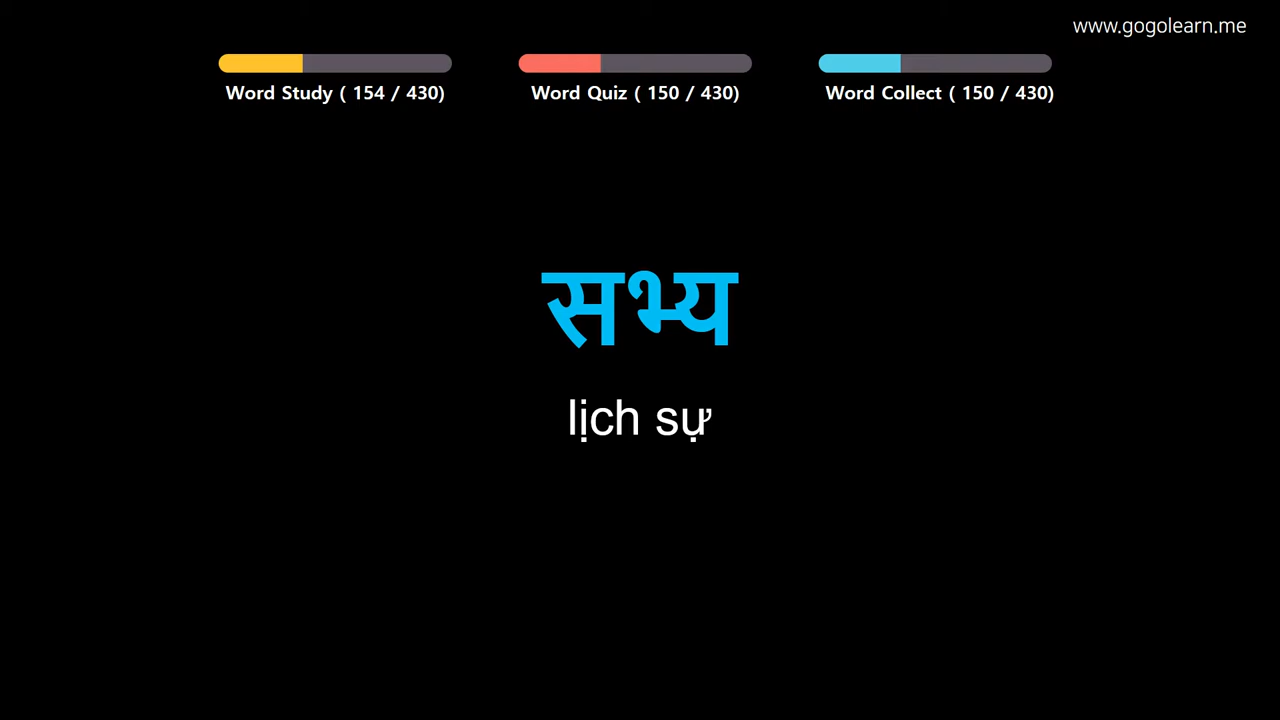 www.gogolearn.me
Word Study ( 154 / 430)
Word Quiz ( 150 / 430)
Word Collect ( 150 / 430)
सभ्य
lịch sự